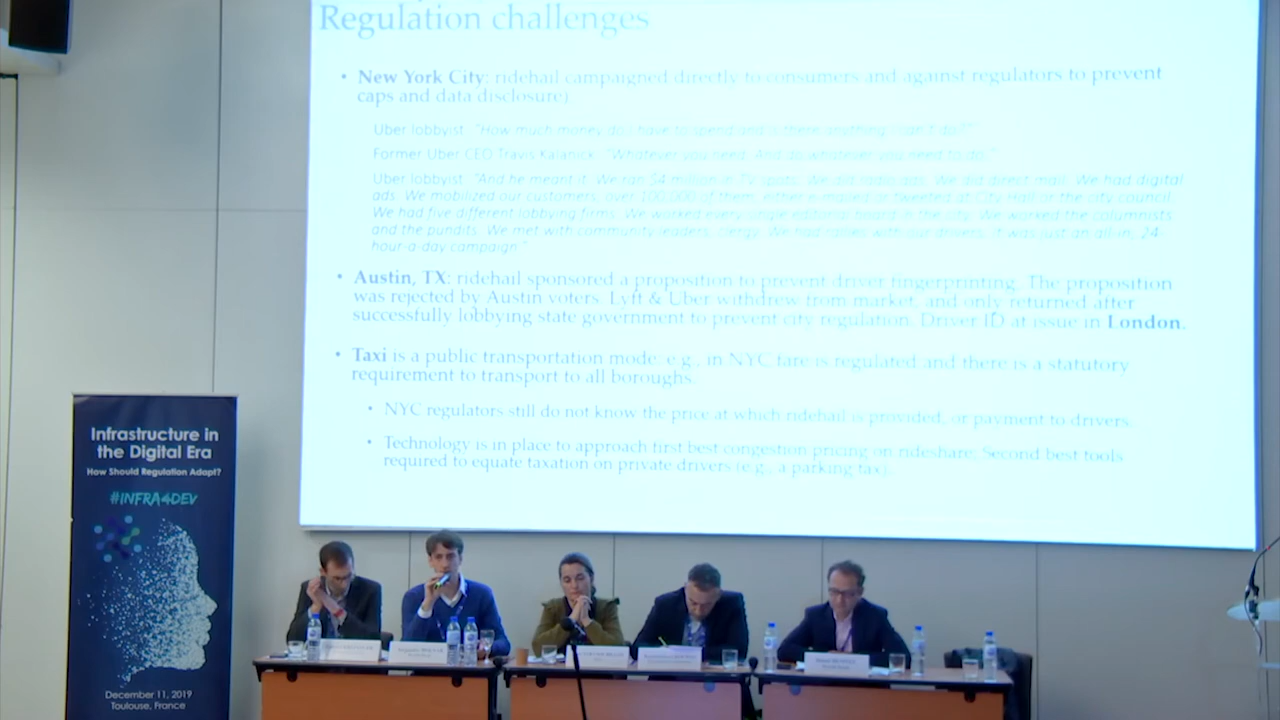 Regulation challenges
• New York City: ridehail campaigned directly to consumers and against regulators to prevent
caps and data disclosure).
Uber lobbyist: "How much money do I have to spend and is there anything I can't do?"
Former Uber CEO Travis Kalanick: "Whatever you need. And do whatever you need to do."
Uber lobbyist: "And he meant it. We ran $4 million in TV spots. We did radio ads. We did direct mail. We had digital
ads. We mobilized our customers, over 100,000 of them, either e-mailed or tweeted at City Hall or the city council.
We had five different lobbying firms. We worked every single editorial board in the city. We worked the columnists
and the pundits. We met with community leaders, clergy. We had rallies with our drivers. It was just an all-in, 24-
hour-a-day campaign"
• Austin, TX: ridehail sponsored a proposition to prevent driver fingerprinting. The proposition
was rejected by Austin voters. Lyft & Uber withdrew from market, and only returned after
successfully lobbying state government to prevent city regulation. Driver ID at issue in London.
• Taxi is a public transportation mode, e.g., in NYC fare is regulated and there is a statutory
requirement to transport to all boroughs.
• NYC regulators still do not know the price at which ridehail is provided, or payment to drivers.
• Technology is in place to approach first best congestion pricing on rideshare. Second best tools
required to equate taxation on private drivers (e.g., a parking tax).
Infrastructure in
the Digital Era
How Should Regulation Adapt?
#INFRA4DEV
December 11, 2019
Toulouse, France